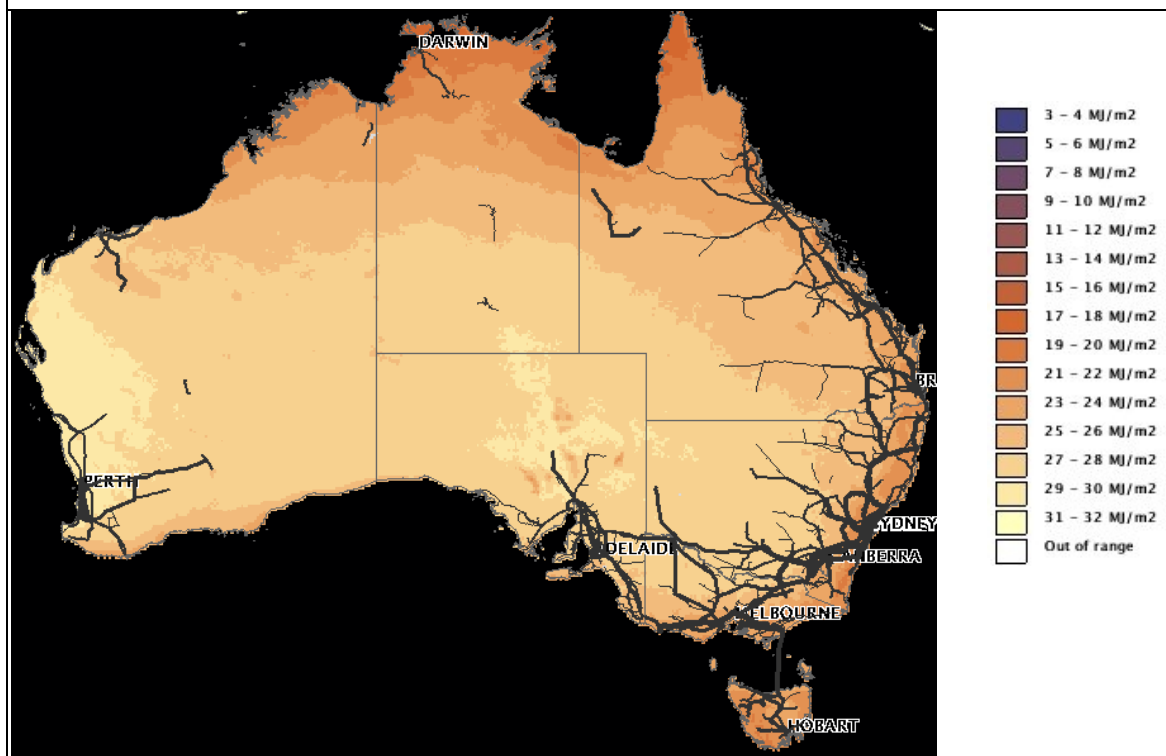 DARWIN
BR
PERTH
SYDNEY
DELAIDE
NBERRA
ELBOURNE
HOBART
3 - 4 MJ/m2
5 - 6 MJ/m2
7 - 8 MJ/m2
9 - 10 MJ/m2
11 - 12 MJ/m2
13 - 14 MJ/m2
15 - 16 MJ/m2
17 - 18 MJ/m2
19 - 20 MJ/m2
21 - 22 MJ/m2
23 - 24 MJ/m2
25 - 26 MJ/m2
27 - 28 MJ/m2
29 - 30 MJ/m2
31 - 32 MJ/m2
Out of range